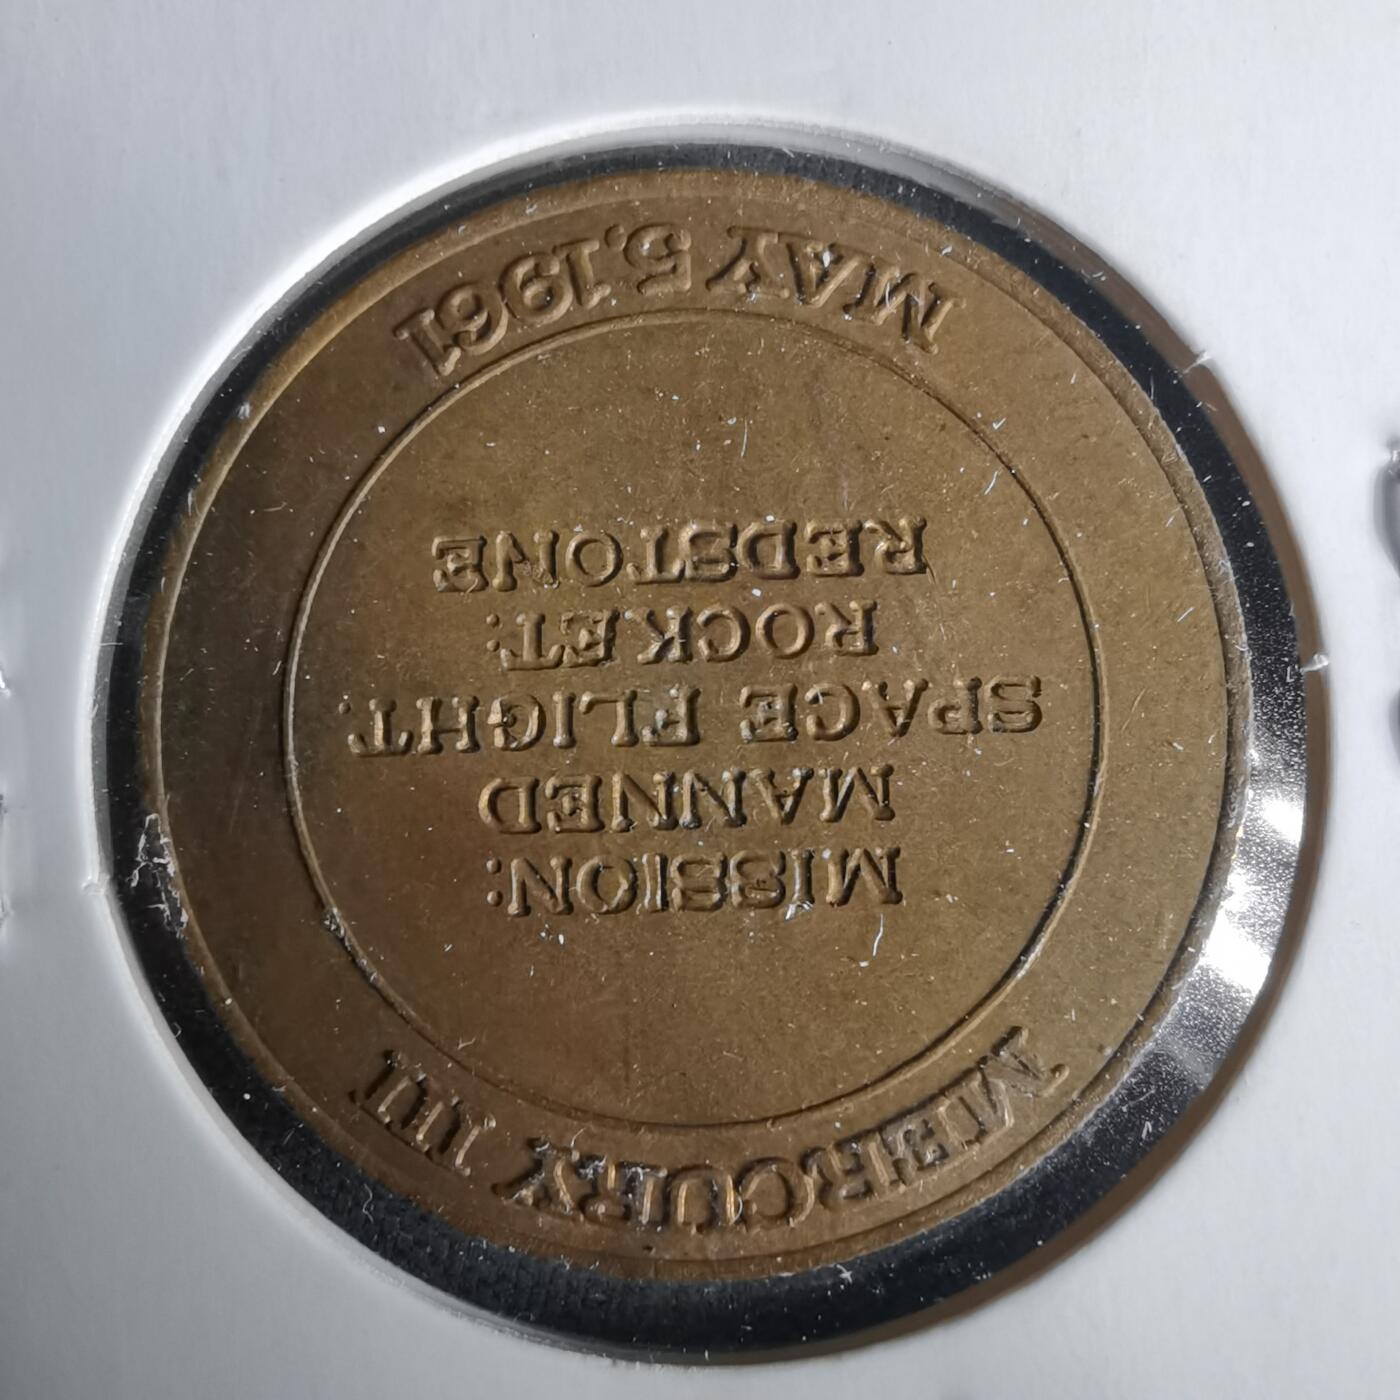 MERCURY III
MISSION:
MANNED
SPACE FLIGHT.
ROCKET:
REDSTONE
MAY 5, 1961